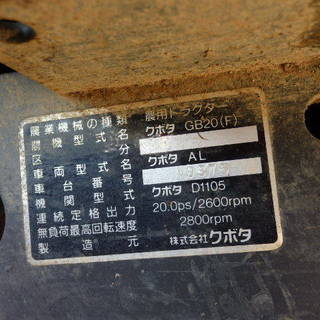 農業機械の種類 農用トラクター
農機型式名 クボタ GB20(F)
区分
車両型式名 クボタ AL
車台番号
機関型式 クボタ D1105
連続定格出力 20.0ps/2600rpm
無負荷最高回転速度 2800rpm
製造元 株式会社クボタ